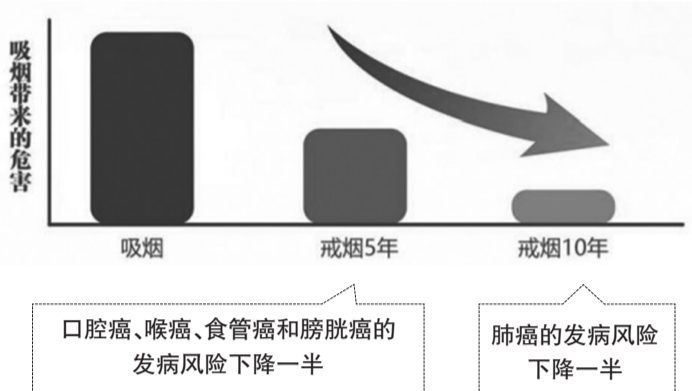 吸烟带来的危害
吸烟
戒烟5年
戒烟10年
口腔癌、喉癌、食管癌和膀胱癌的
发病风险下降一半
肺癌的发病风险
下降一半